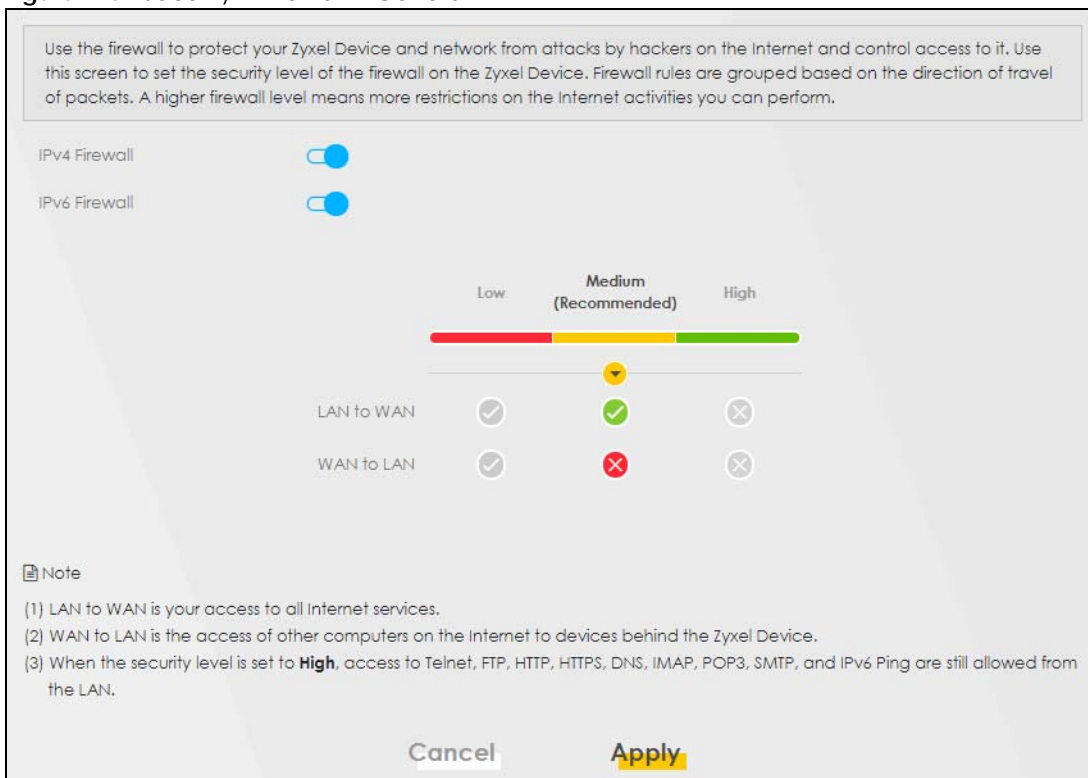 Use the firewall to protect your Zyxel Device and network from attacks by hackers on the Internet and control access to it. Use
this screen to set the security level of the firewall on the Zyxel Device. Firewall rules are grouped based on the direction of travel
of packets. A higher firewall level means more restrictions on the Internet activities you can perform.
IPv4 Firewall
IPv6 Firewall
Low
Medium
(Recommended)
High
LAN to WAN
WAN to LAN
Note
(1) LAN to WAN is your access to all Internet services.
(2) WAN to LAN is the access of other computers on the Internet to devices behind the Zyxel Device.
(3) When the security level is set to High, access to Telnet, FTP, HTTP, HTTPS, DNS, IMAP, POP3, SMTP, and IPv6 Ping are still allowed from
the LAN.
Cancel
Apply